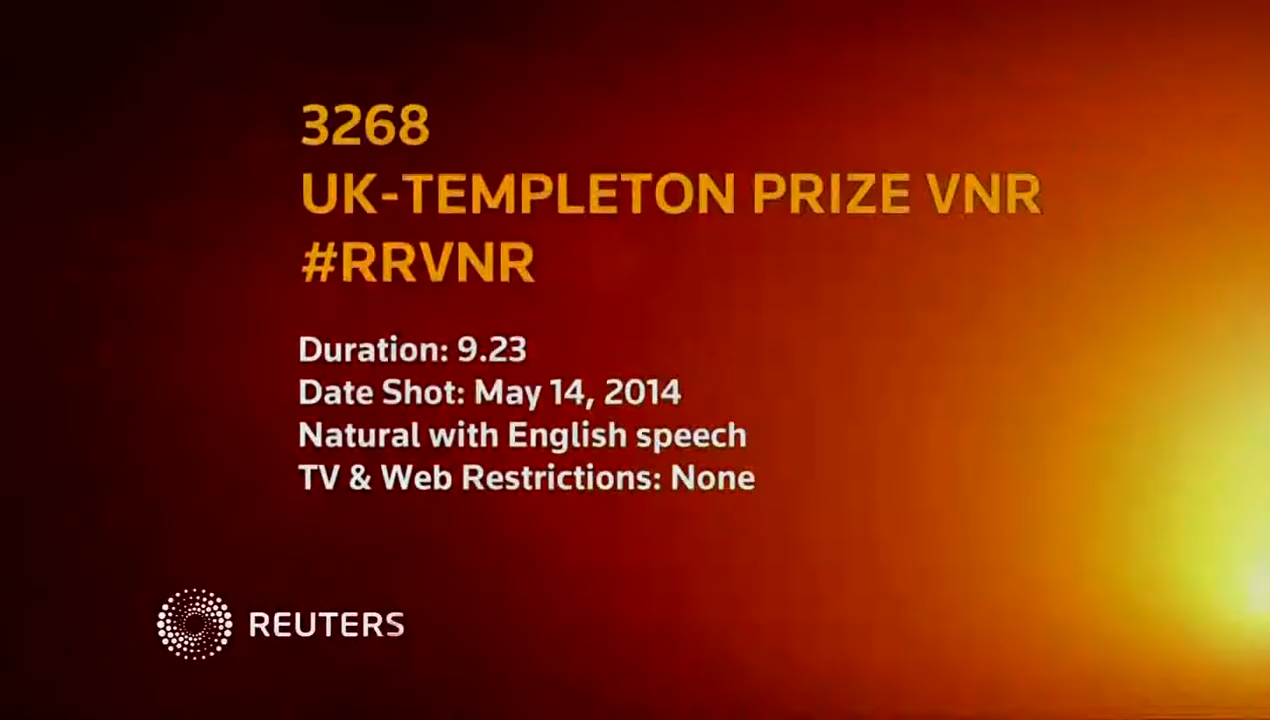 3268
UK-TEMPLETON PRIZE VNR
#RRVNR
Duration: 9.23
Date Shot: May 14, 2014
Natural with English speech
TV & Web Restrictions: None
REUTERS